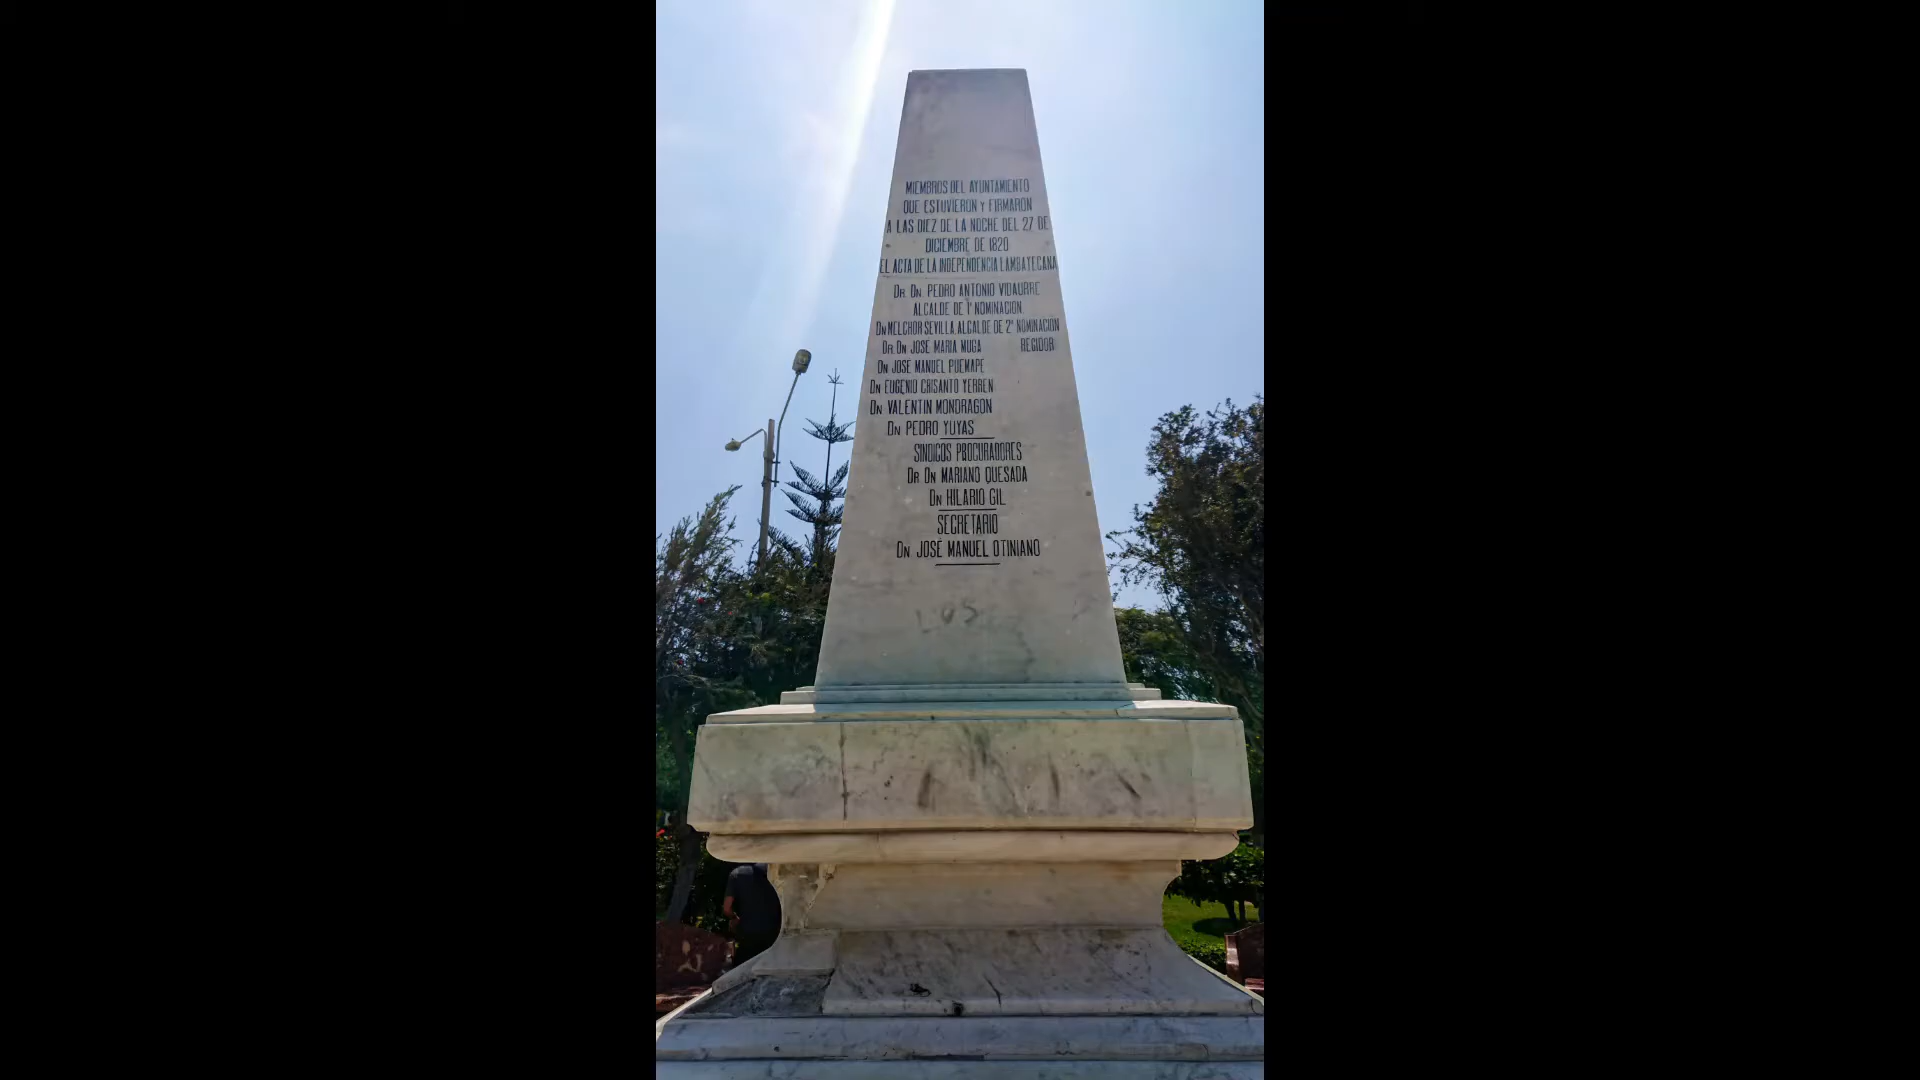 MIEMBROS DEL AYUNTAMIENTO
QUE ESTUVIERON Y FIRMARON
A LAS DIEZ DE LA NOCHE DEL 27 DE
DICIEMBRE DE 1820
EL ACTA DE LA INDEPENDENCIA LAMBAYECANA
DR. DN. PEDRO ANTONIO VIDAURRE
ALCALDE DE 1ª NOMINACION
DN MELCHOR SEVILLA, ALCALDE DE 2ª NOMINACION
DR. DN JOSE MARIA MUGA REGIDOR
DN JOSE MANUEL PUEMAPE
DN EUGENIO CRISANTO YERREN
DN VALENTIN MONDRAGON
DN PEDRO YUYAS
SINDICOS PROCURADORES
DR DN MARIANO QUESADA
DN HILARIO GIL
SECRETARIO
DN JOSÉ MANUEL OTINIANO